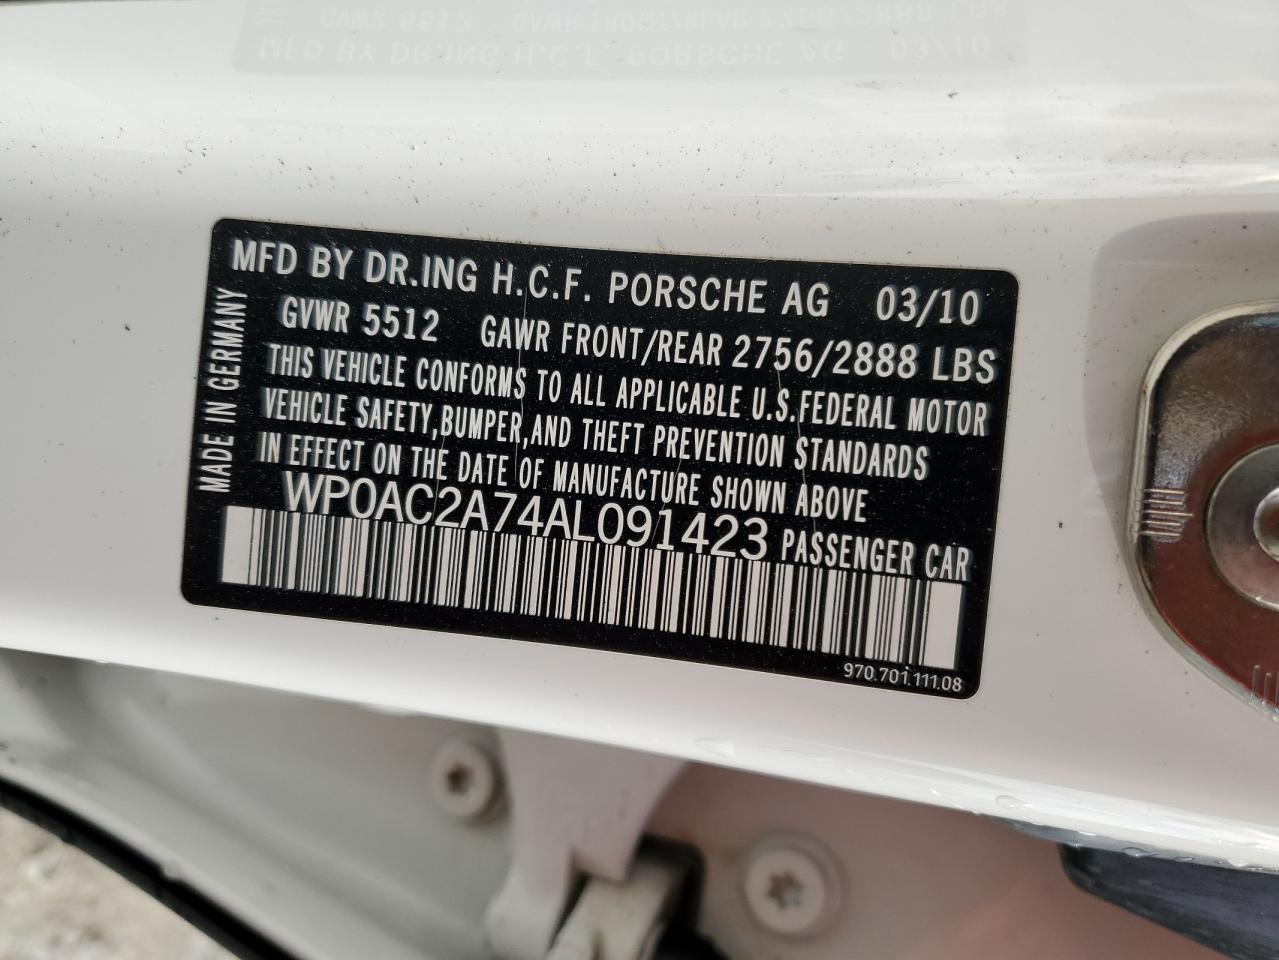 MFD BY DR.ING H.C.F. PORSCHE AG 03/10
GVWR 5512 GAWR FRONT/REAR 2756/2888 LBS
THIS VEHICLE CONFORMS TO ALL APPLICABLE U.S.FEDERAL MOTOR
VEHICLE SAFETY,BUMPER,AND THEFT PREVENTION STANDARDS
IN EFFECT ON THE DATE OF MANUFACTURE SHOWN ABOVE
WP0AC2A74AL091423 PASSENGER CAR
970.701.111.08
MADE IN GERMANY